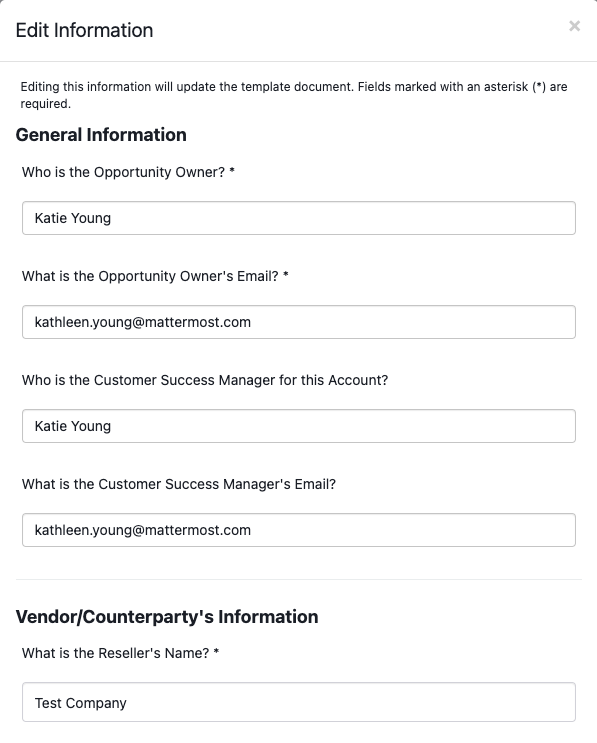 Edit Information
×
Editing this information will update the template document. Fields marked with an asterisk (*) are
required.
General Information
Who is the Opportunity Owner? *
Katie Young
What is the Opportunity Owner's Email? *
kathleen.young@mattermost.com
Who is the Customer Success Manager for this Account?
Katie Young
What is the Customer Success Manager's Email?
kathleen.young@mattermost.com
Vendor/Counterparty's Information
What is the Reseller's Name? *
Test Company